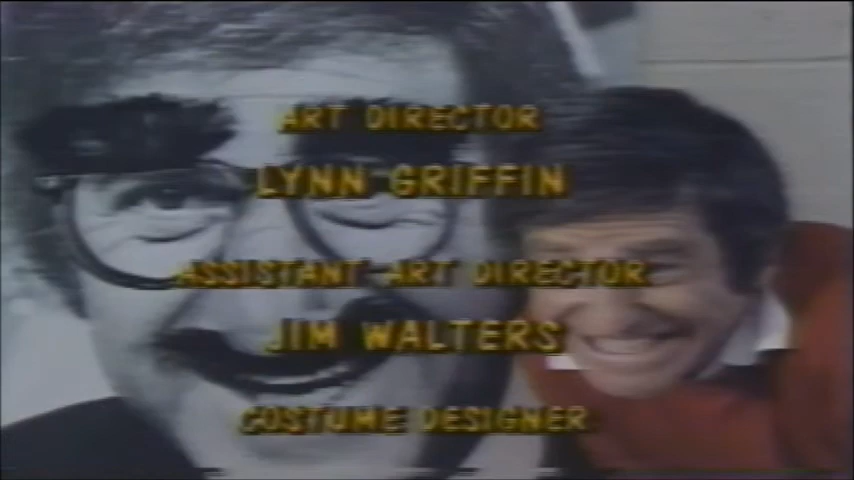 ART DIRECTOR
LYNN GRIFFIN
ASSISTANT ART DIRECTOR
JIM WALTERS
COSTUME DESIGNER